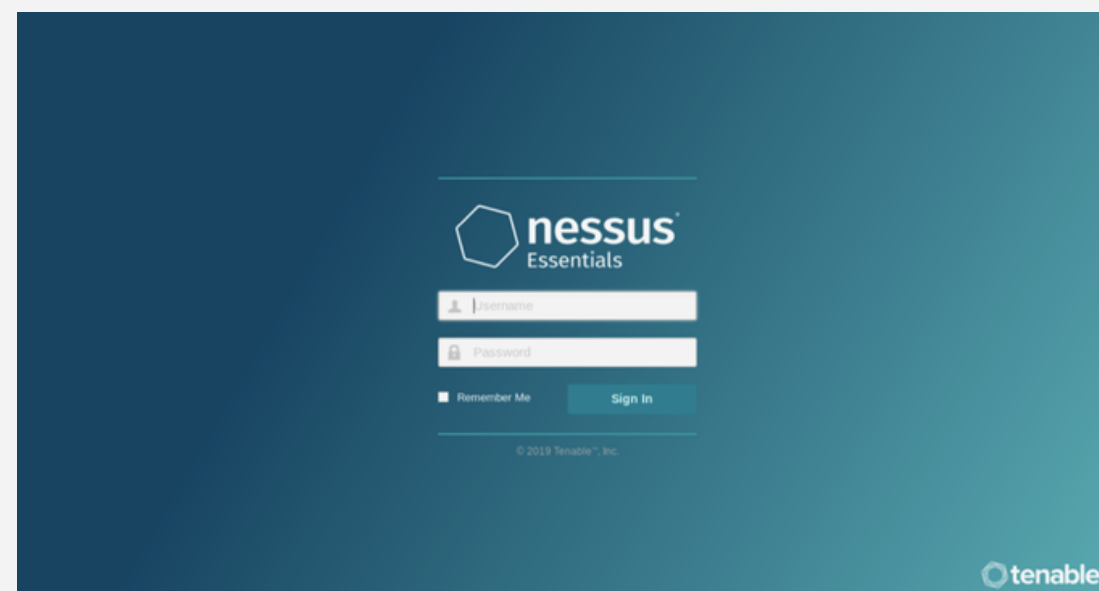 nessus
Essentials
Username
Password
Remember Me
Sign In
© 2019 Tenable™, Inc.
tenable